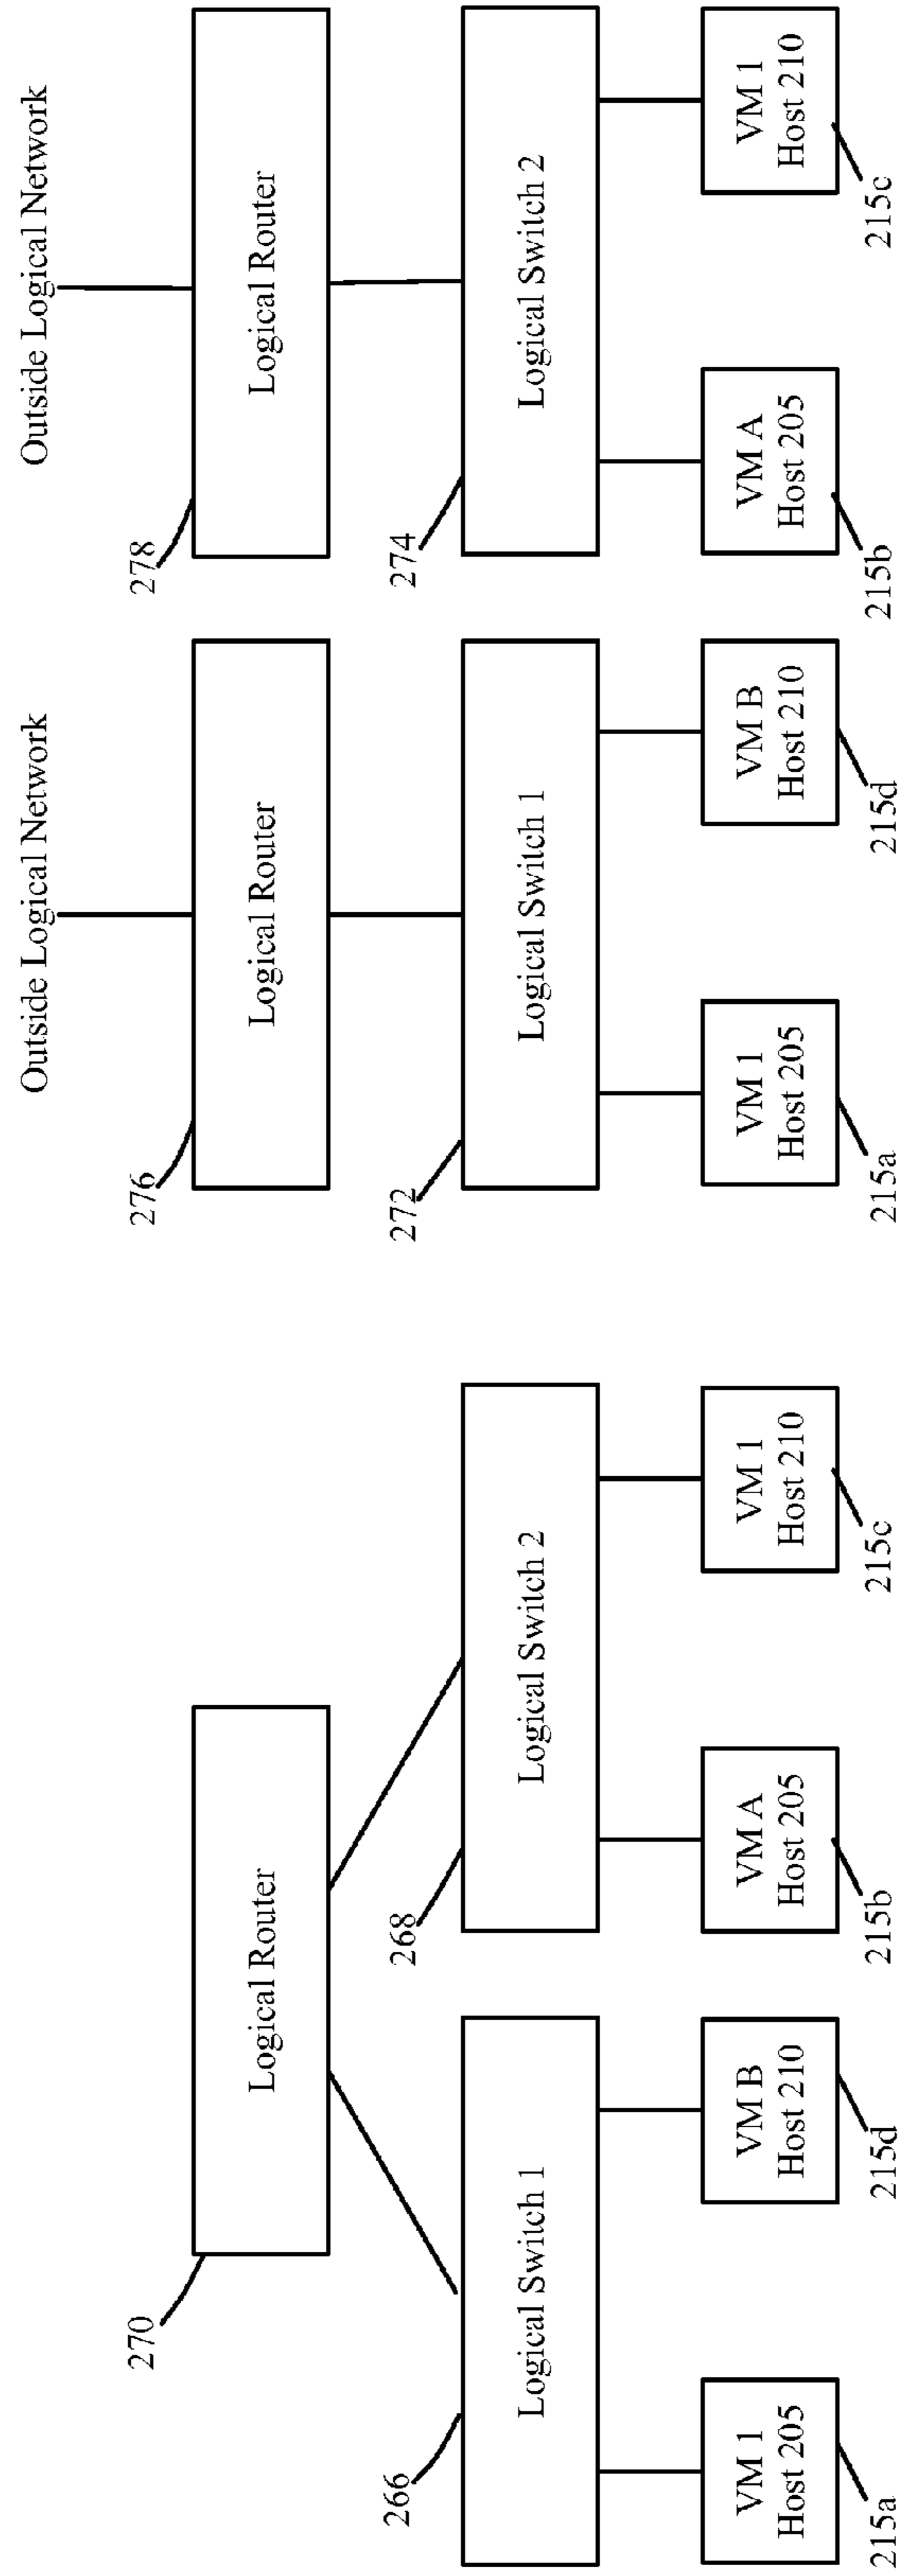 Outside Logical Network
Outside Logical Network
270
Logical Router
276
Logical Router
278
Logical Router
266
Logical Switch 1
268
Logical Switch 2
272
Logical Switch 1
274
Logical Switch 2
VM 1
Host 205
VM B
Host 210
VM A
Host 205
VM 1
Host 210
VM 1
Host 205
VM B
Host 210
VM A
Host 205
VM 1
Host 210
215a
215d
215b
215c
215a
215d
215b
215c